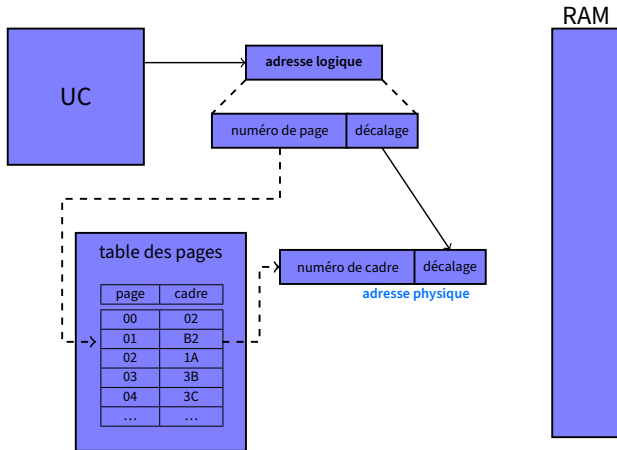 RAM
UC
adresse logique
numéro de page décalage
table des pages
numéro de cadre décalage
adresse physique
page cadre
00 02
01 B2
02 1A
03 3B
04 3C
... ...